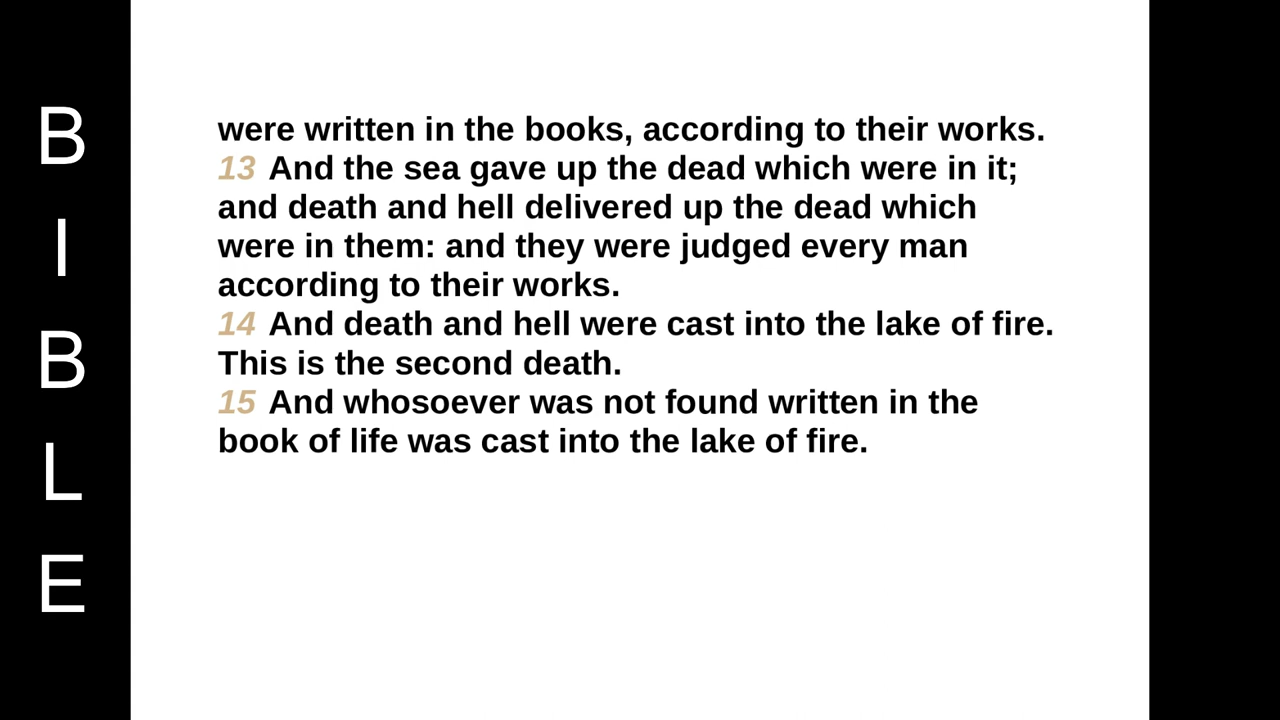 BIBLE
were written in the books, according to their works.
13 And the sea gave up the dead which were in it;
and death and hell delivered up the dead which
were in them: and they were judged every man
according to their works.
14 And death and hell were cast into the lake of fire.
This is the second death.
15 And whosoever was not found written in the
book of life was cast into the lake of fire.